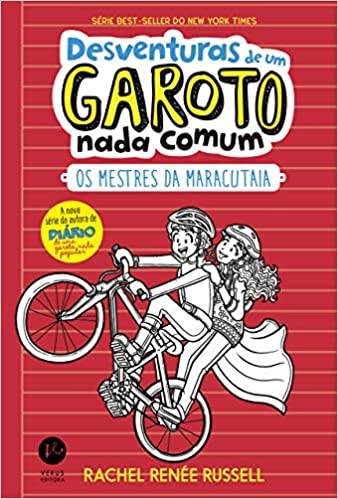 SÉRIE BEST-SELLER DO NEW YORK TIMES
Desventuras de um
GAROTO
nada comum
OS MESTRES DA MARACUTAIA
A nova
série da autora de
DIÁRIO
de uma
garota nada
popular
VERUS
EDITORA
RACHEL RENÉE RUSSELL